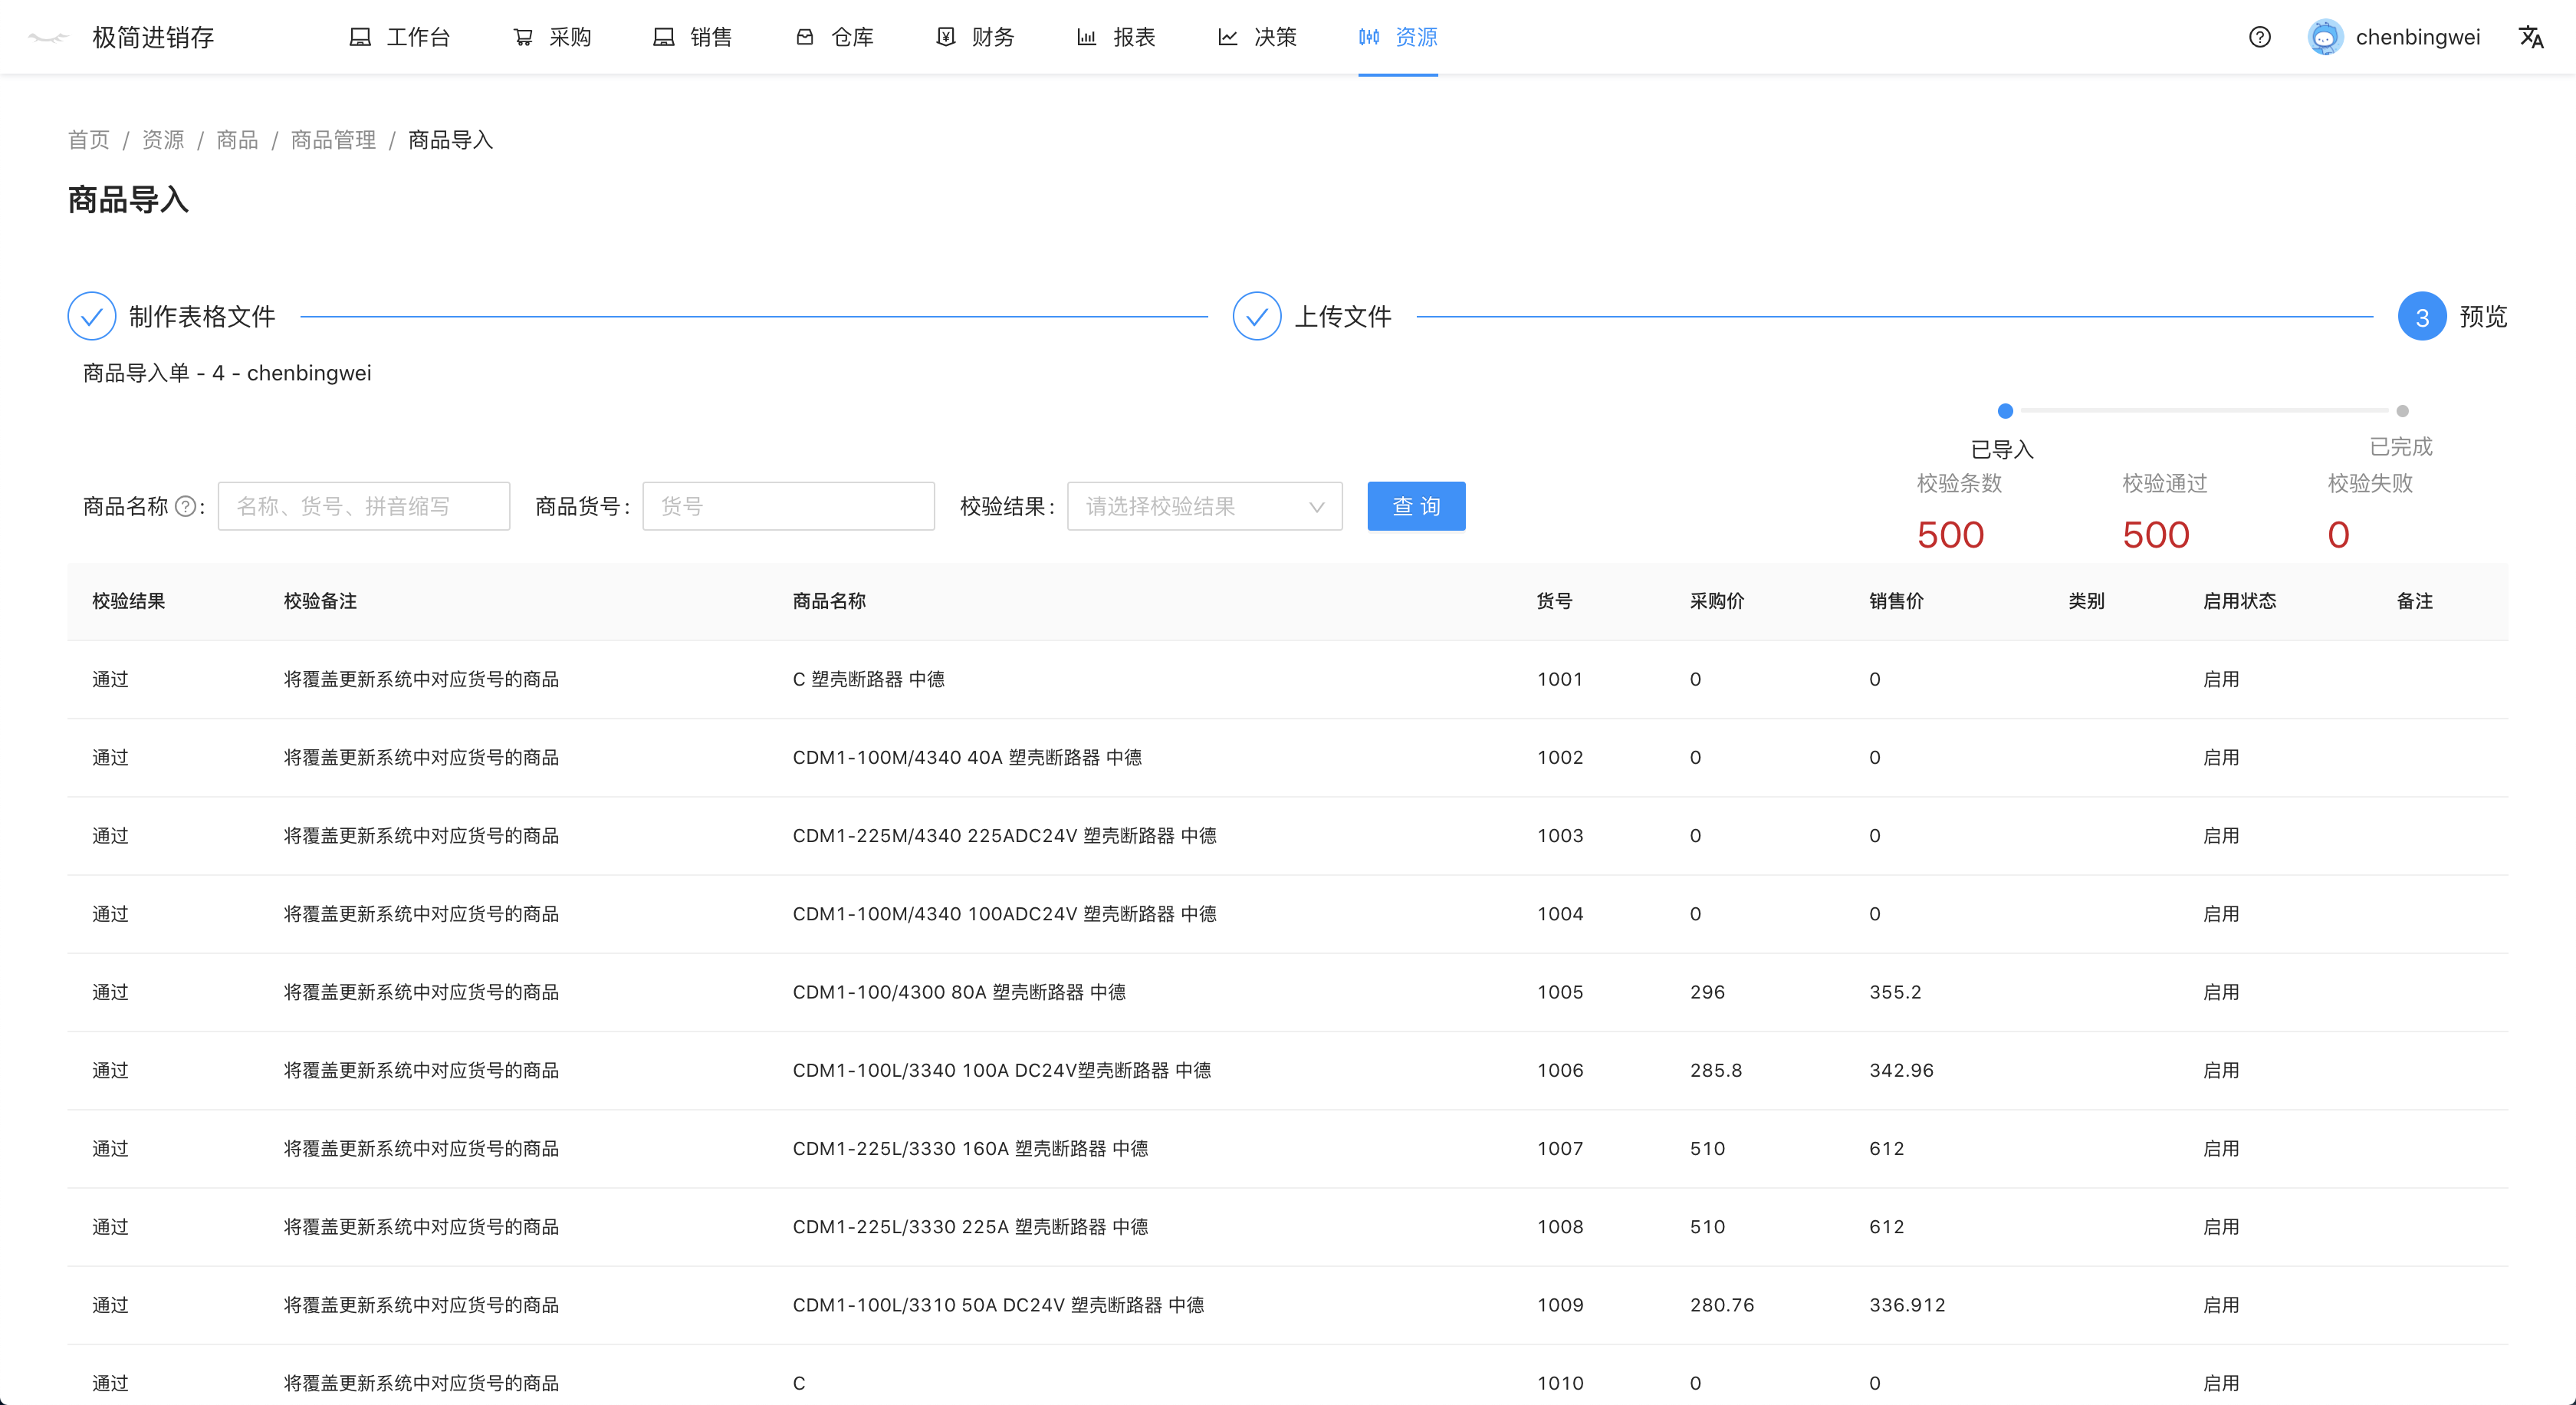 极简进销存 工作台 采购 销售 仓库 财务 报表 决策 资源 chenbingwei
首页 / 资源 / 商品 / 商品管理 / 商品导入
商品导入
制作表格文件 上传文件 3 预览
商品导入单 - 4 - chenbingwei
已导入 已完成
校验条数 校验通过 校验失败
500 500 0
商品名称 ? : 名称、货号、拼音缩写 商品货号 : 货号 校验结果 : 请选择校验结果 查 询
校验结果 校验备注 商品名称 货号 采购价 销售价 类别 启用状态 备注
通过 将覆盖更新系统中对应货号的商品 C 塑壳断路器 中德 1001 0 0 启用
通过 将覆盖更新系统中对应货号的商品 CDM1-100M/4340 40A 塑壳断路器 中德 1002 0 0 启用
通过 将覆盖更新系统中对应货号的商品 CDM1-225M/4340 225ADC24V 塑壳断路器 中德 1003 0 0 启用
通过 将覆盖更新系统中对应货号的商品 CDM1-100M/4340 100ADC24V 塑壳断路器 中德 1004 0 0 启用
通过 将覆盖更新系统中对应货号的商品 CDM1-100/4300 80A 塑壳断路器 中德 1005 296 355.2 启用
通过 将覆盖更新系统中对应货号的商品 CDM1-100L/3340 100A DC24V塑壳断路器 中德 1006 285.8 342.96 启用
通过 将覆盖更新系统中对应货号的商品 CDM1-225L/3330 160A 塑壳断路器 中德 1007 510 612 启用
通过 将覆盖更新系统中对应货号的商品 CDM1-225L/3330 225A 塑壳断路器 中德 1008 510 612 启用
通过 将覆盖更新系统中对应货号的商品 CDM1-100L/3310 50A DC24V 塑壳断路器 中德 1009 280.76 336.912 启用
通过 将覆盖更新系统中对应货号的商品 C 1010 0 0 启用